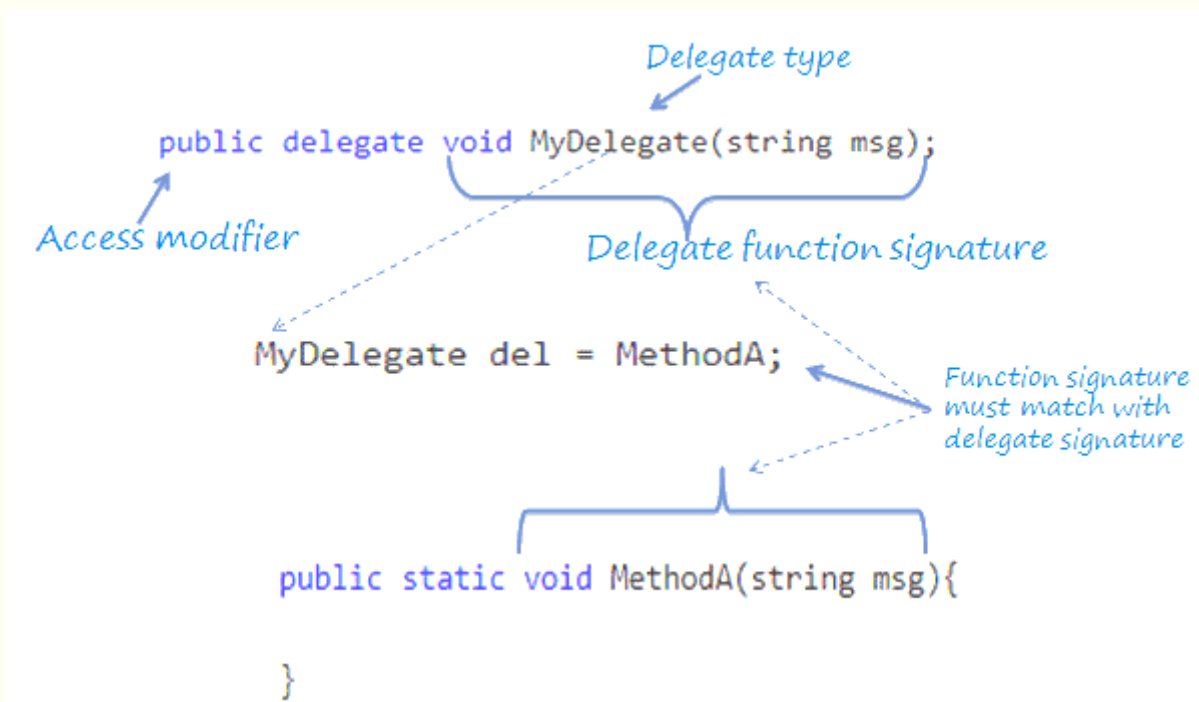 Delegate type
public delegate void MyDelegate(string msg);
Access modifier
Delegate function signature
MyDelegate del = MethodA;
Function signature
must match with
delegate signature
public static void MethodA(string msg){
}